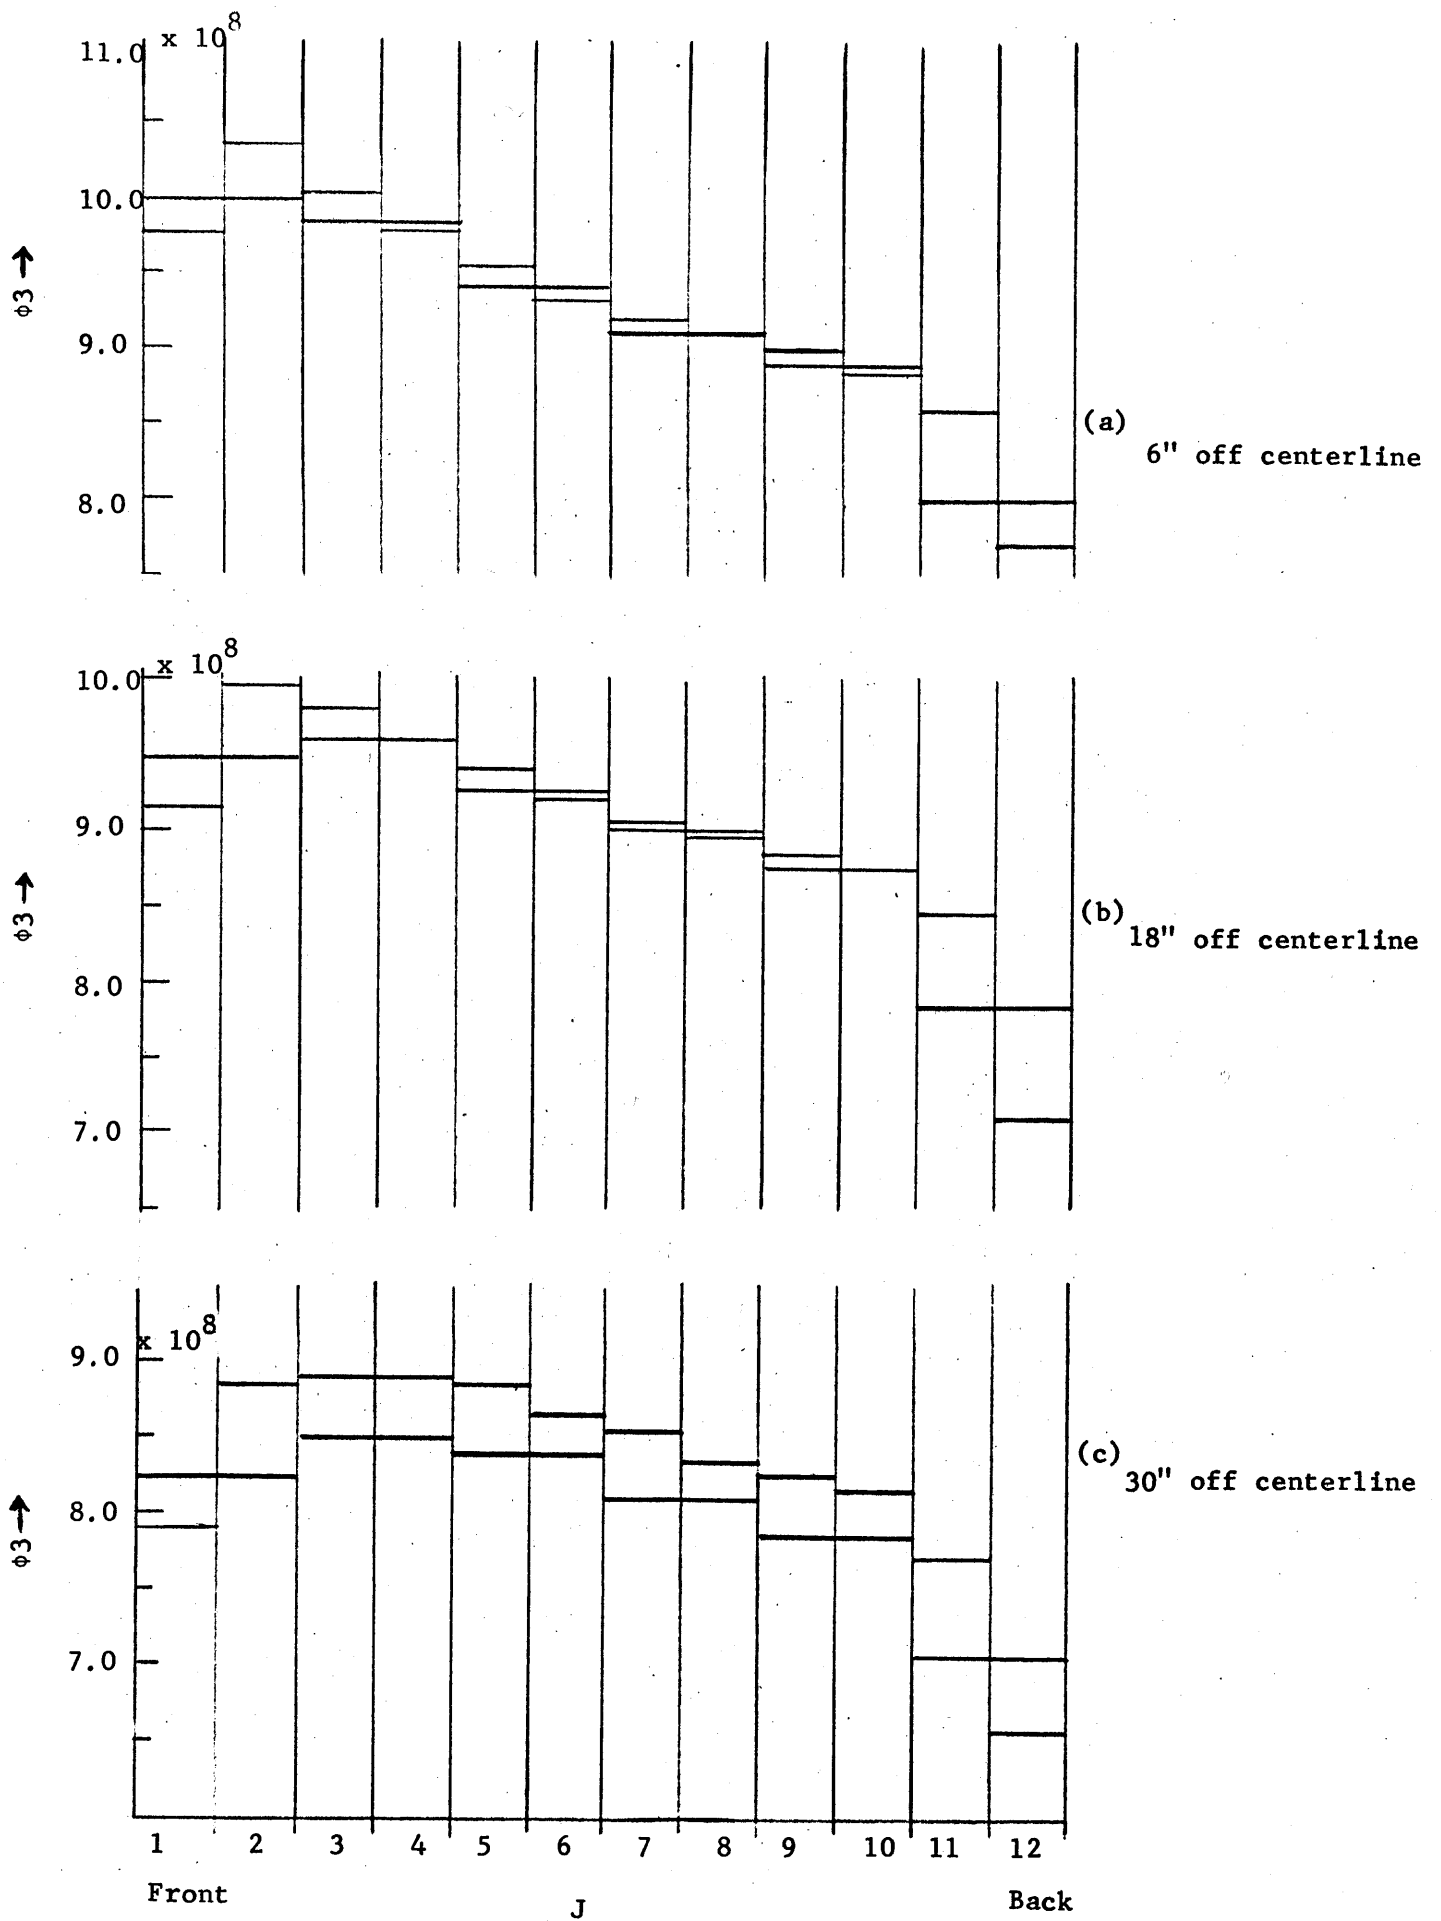 x 10^8
11.0
10.0
φ3 →
9.0
8.0
(a)
6" off centerline
x 10^8
10.0
9.0
φ3 →
8.0
7.0
(b)
18" off centerline
x 10^8
9.0
8.0
φ3 →
7.0
(c)
30" off centerline
1 2 3 4 5 6 7 8 9 10 11 12
Front J Back